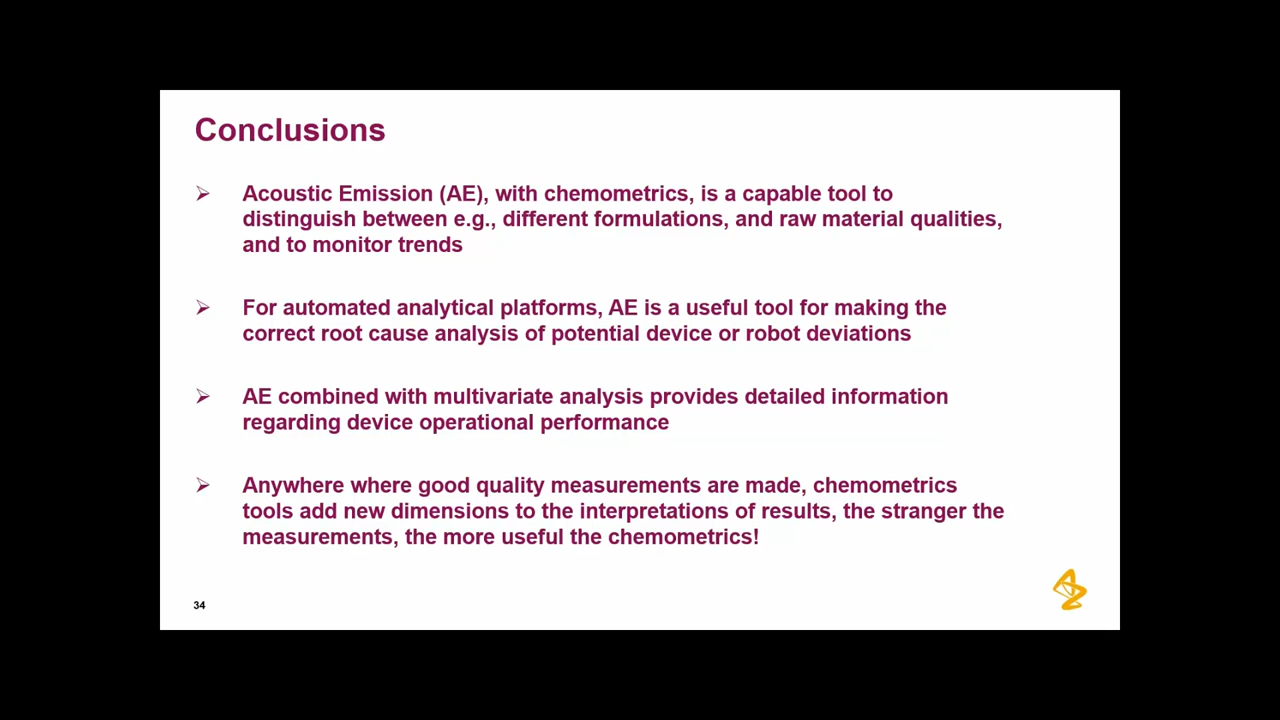 Conclusions
Acoustic Emission (AE), with chemometrics, is a capable tool to
distinguish between e.g., different formulations, and raw material qualities,
and to monitor trends
For automated analytical platforms, AE is a useful tool for making the
correct root cause analysis of potential device or robot deviations
AE combined with multivariate analysis provides detailed information
regarding device operational performance
Anywhere where good quality measurements are made, chemometrics
tools add new dimensions to the interpretations of results, the stranger the
measurements, the more useful the chemometrics!
34